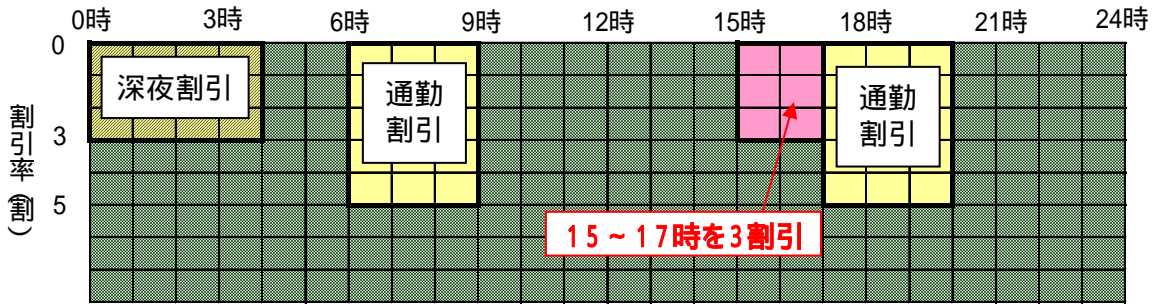 0時 3時 6時 9時 12時 15時 18時 21時 24時
0
3
5
割引率(割)
深夜割引
通勤
割引
通勤
割引
15~17時を3割引